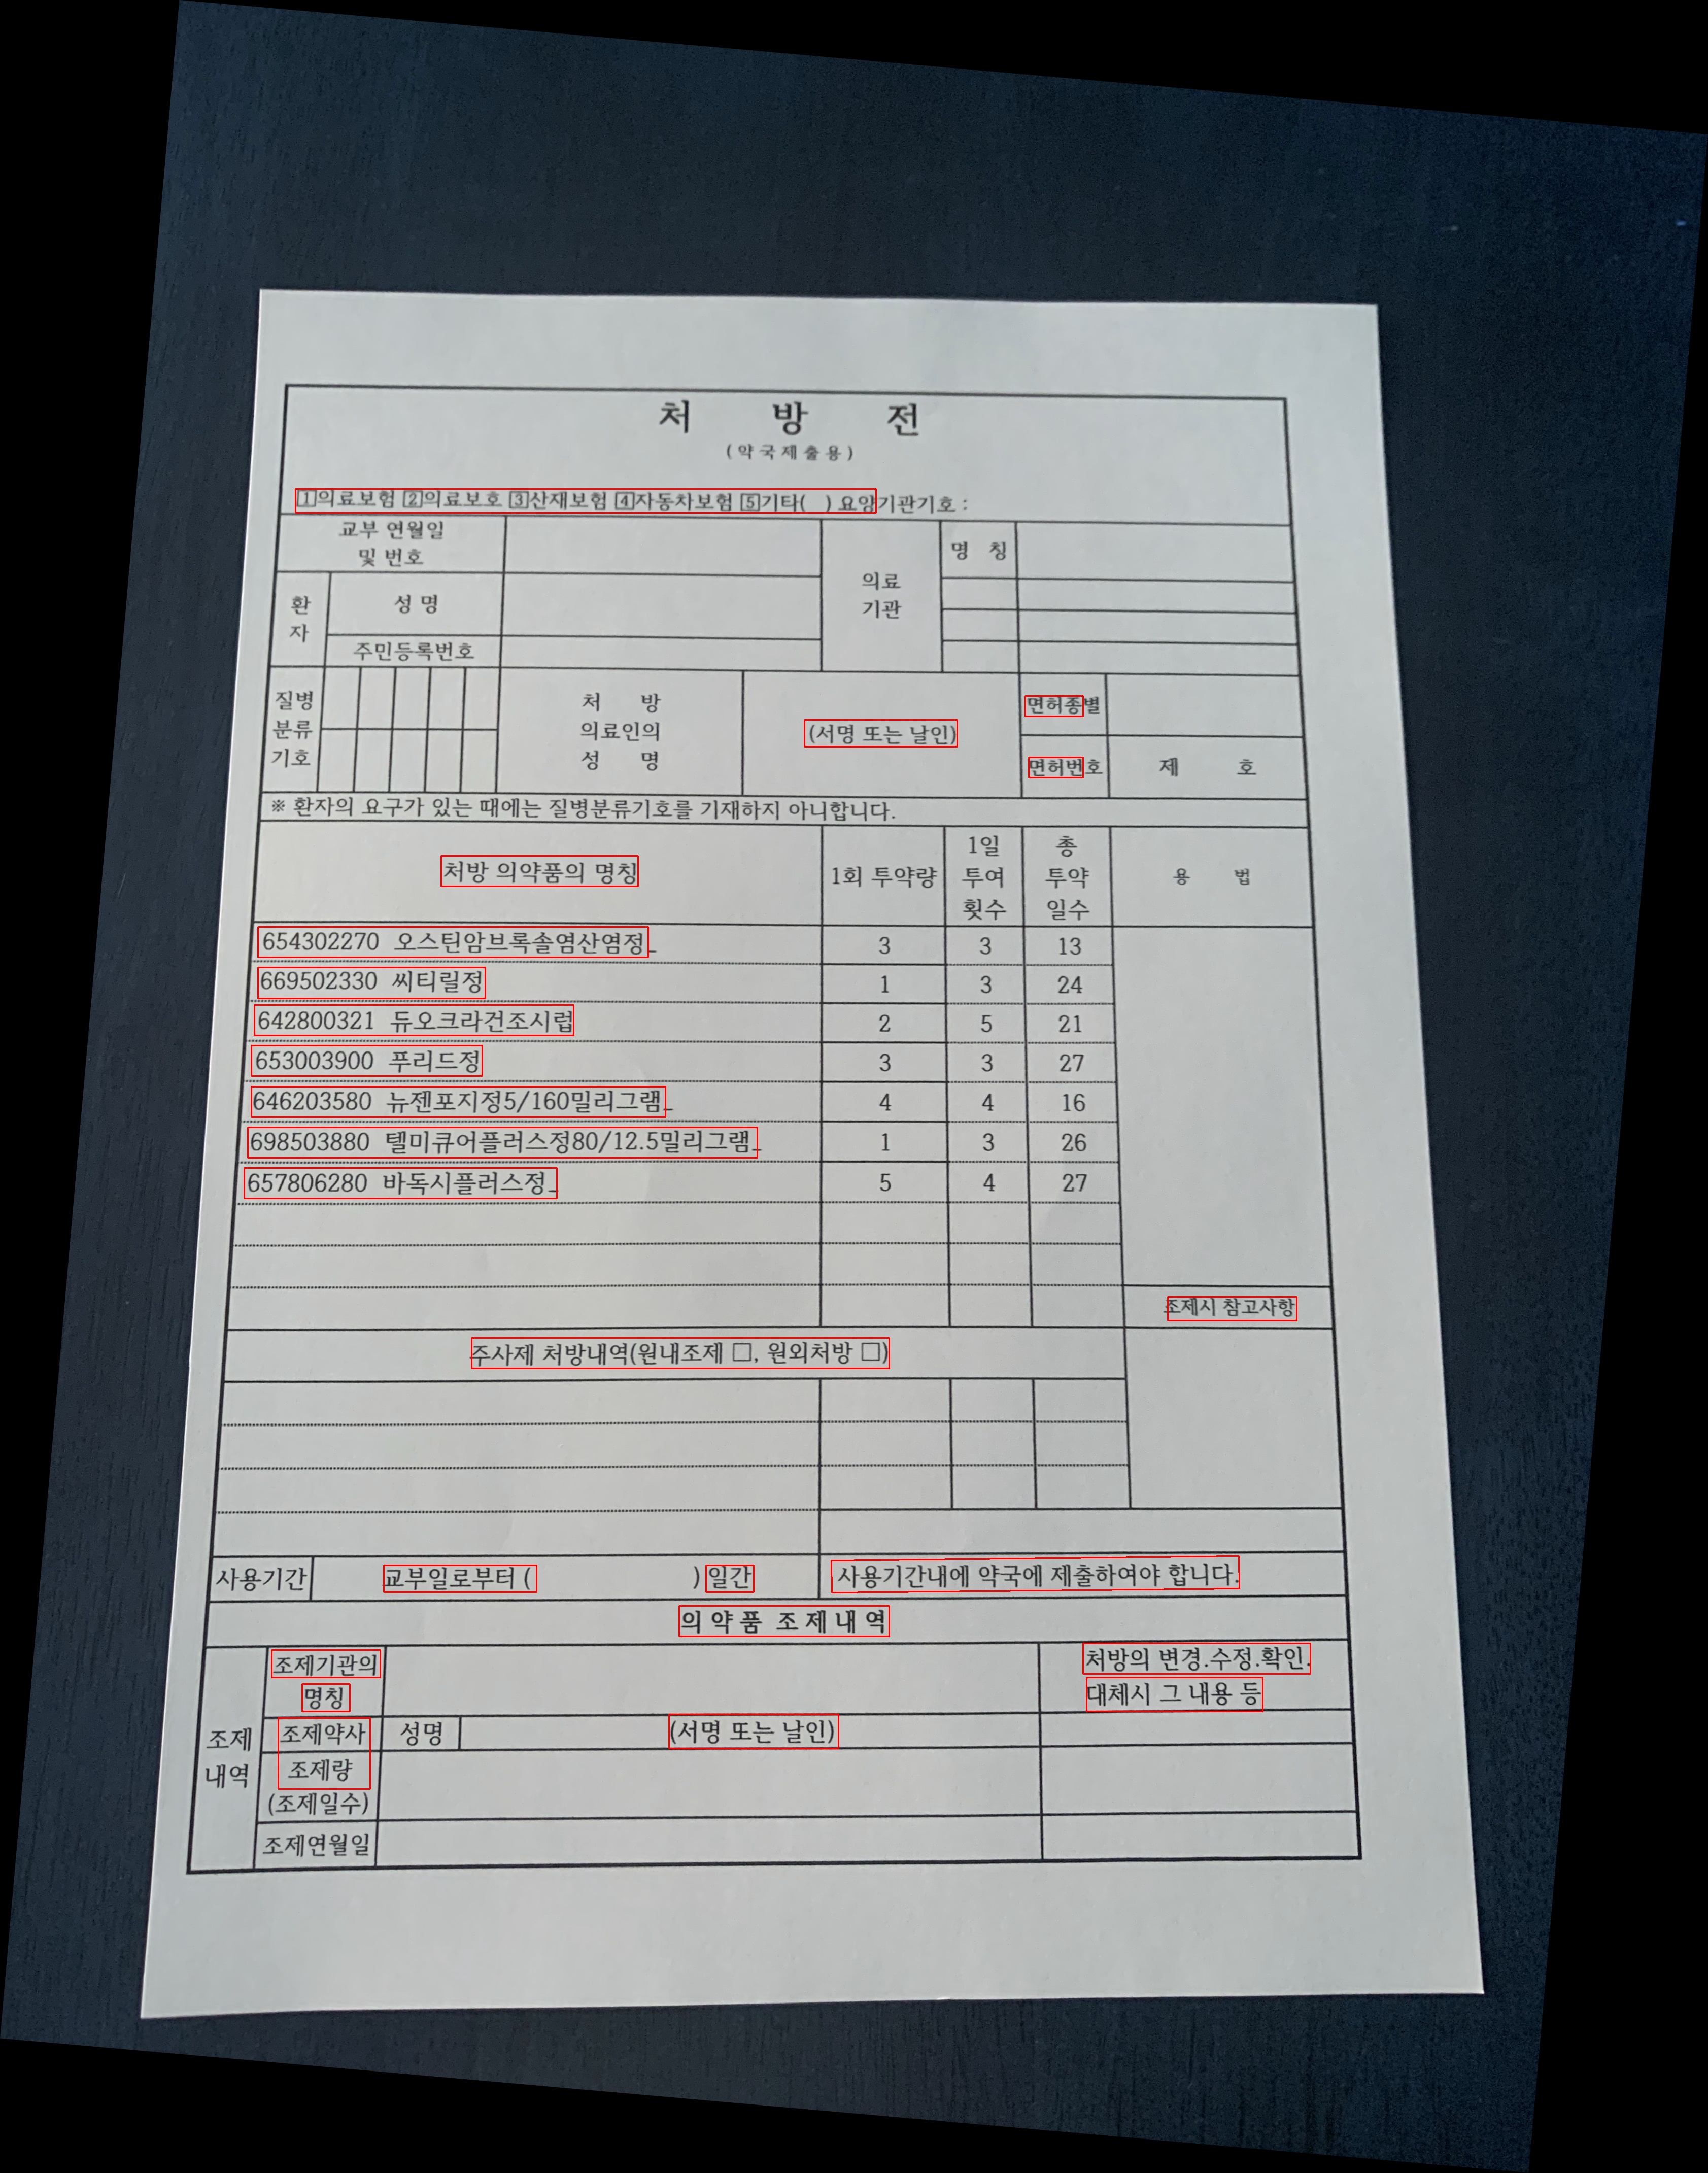 처 방 전
(약국제출용)
1의료보험 2의료보호 3산재보험 4자동차보험 5기타( ) 요양기관기호 :
교부 연월일
및 번호
의료
기관
명 칭
환
자
성 명
주민등록번호
질병
분류
기호
처 방
의료인의
성 명
(서명 또는 날인)
면허종별
면허번호
제 호
※ 환자의 요구가 있는 때에는 질병분류기호를 기재하지 아니합니다.
처방 의약품의 명칭
1회 투약량
1일
투여
횟수
총
투약
일수
용 법
654302270 오스틴암브록솔염산염정_ 3 3 13
669502330 씨티릴정 1 3 24
642800321 듀오크라건조시럽 2 5 21
653003900 푸리드정 3 3 27
646203580 뉴젠포지정5/160밀리그램_ 4 4 16
698503880 텔미큐어플러스정80/12.5밀리그램_ 1 3 26
657806280 바독시플러스정_ 5 4 27
조제시 참고사항
주사제 처방내역(원내조제 □, 원외처방 □)
사용기간 교부일로부터 ( ) 일간 사용기간내에 약국에 제출하여야 합니다.
의 약 품 조 제 내 역
조제
내역
조제기관의
명칭
처방의 변경.수정.확인.
대체시 그 내용 등
조제약사 성명 (서명 또는 날인)
조제량
(조제일수)
조제연월일